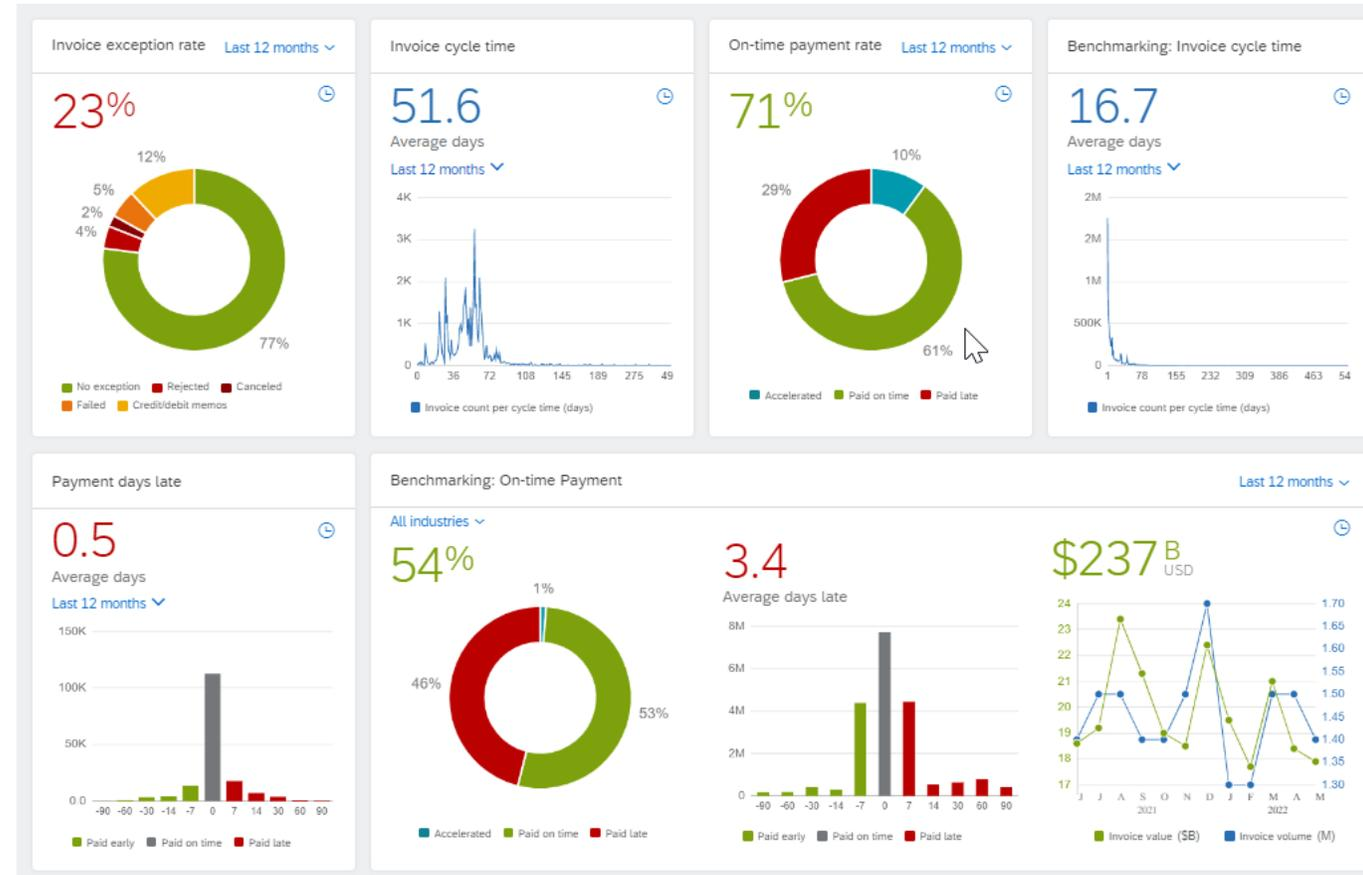 Invoice exception rate Last 12 months
23%
12%
5%
2%
4%
77%
No exception Rejected Canceled
Failed Credit/debit memos
Invoice cycle time
51.6
Average days
Last 12 months
4K
3K
2K
1K
0
0 36 72 108 145 189 275 49
Invoice count per cycle time (days)
On-time payment rate Last 12 months
71%
10%
29%
61%
Accelerated Paid on time Paid late
Benchmarking: Invoice cycle time
16.7
Average days
Last 12 months
2M
2M
1M
500K
0
1 78 155 232 309 386 463 54
Invoice count per cycle time (days)
Payment days late
0.5
Average days
Last 12 months
150K
100K
50K
0.0
-90 -60 -30 -14 -7 0 7 14 30 60 90
Paid early Paid on time Paid late
Benchmarking: On-time Payment Last 12 months
All industries
54%
1%
46%
53%
Accelerated Paid on time Paid late
3.4
Average days late
8M
6M
4M
2M
0
-90 -60 -30 -14 -7 0 7 14 30 60 90
Paid early Paid on time Paid late
$237 B
USD
24 1.70
23 1.65
22 1.60
21 1.55
20 1.50
19 1.45
18 1.40
17 1.35
1.30
J J A S O N D J F M A M
2021 2022
Invoice value ($B) Invoice volume (M)